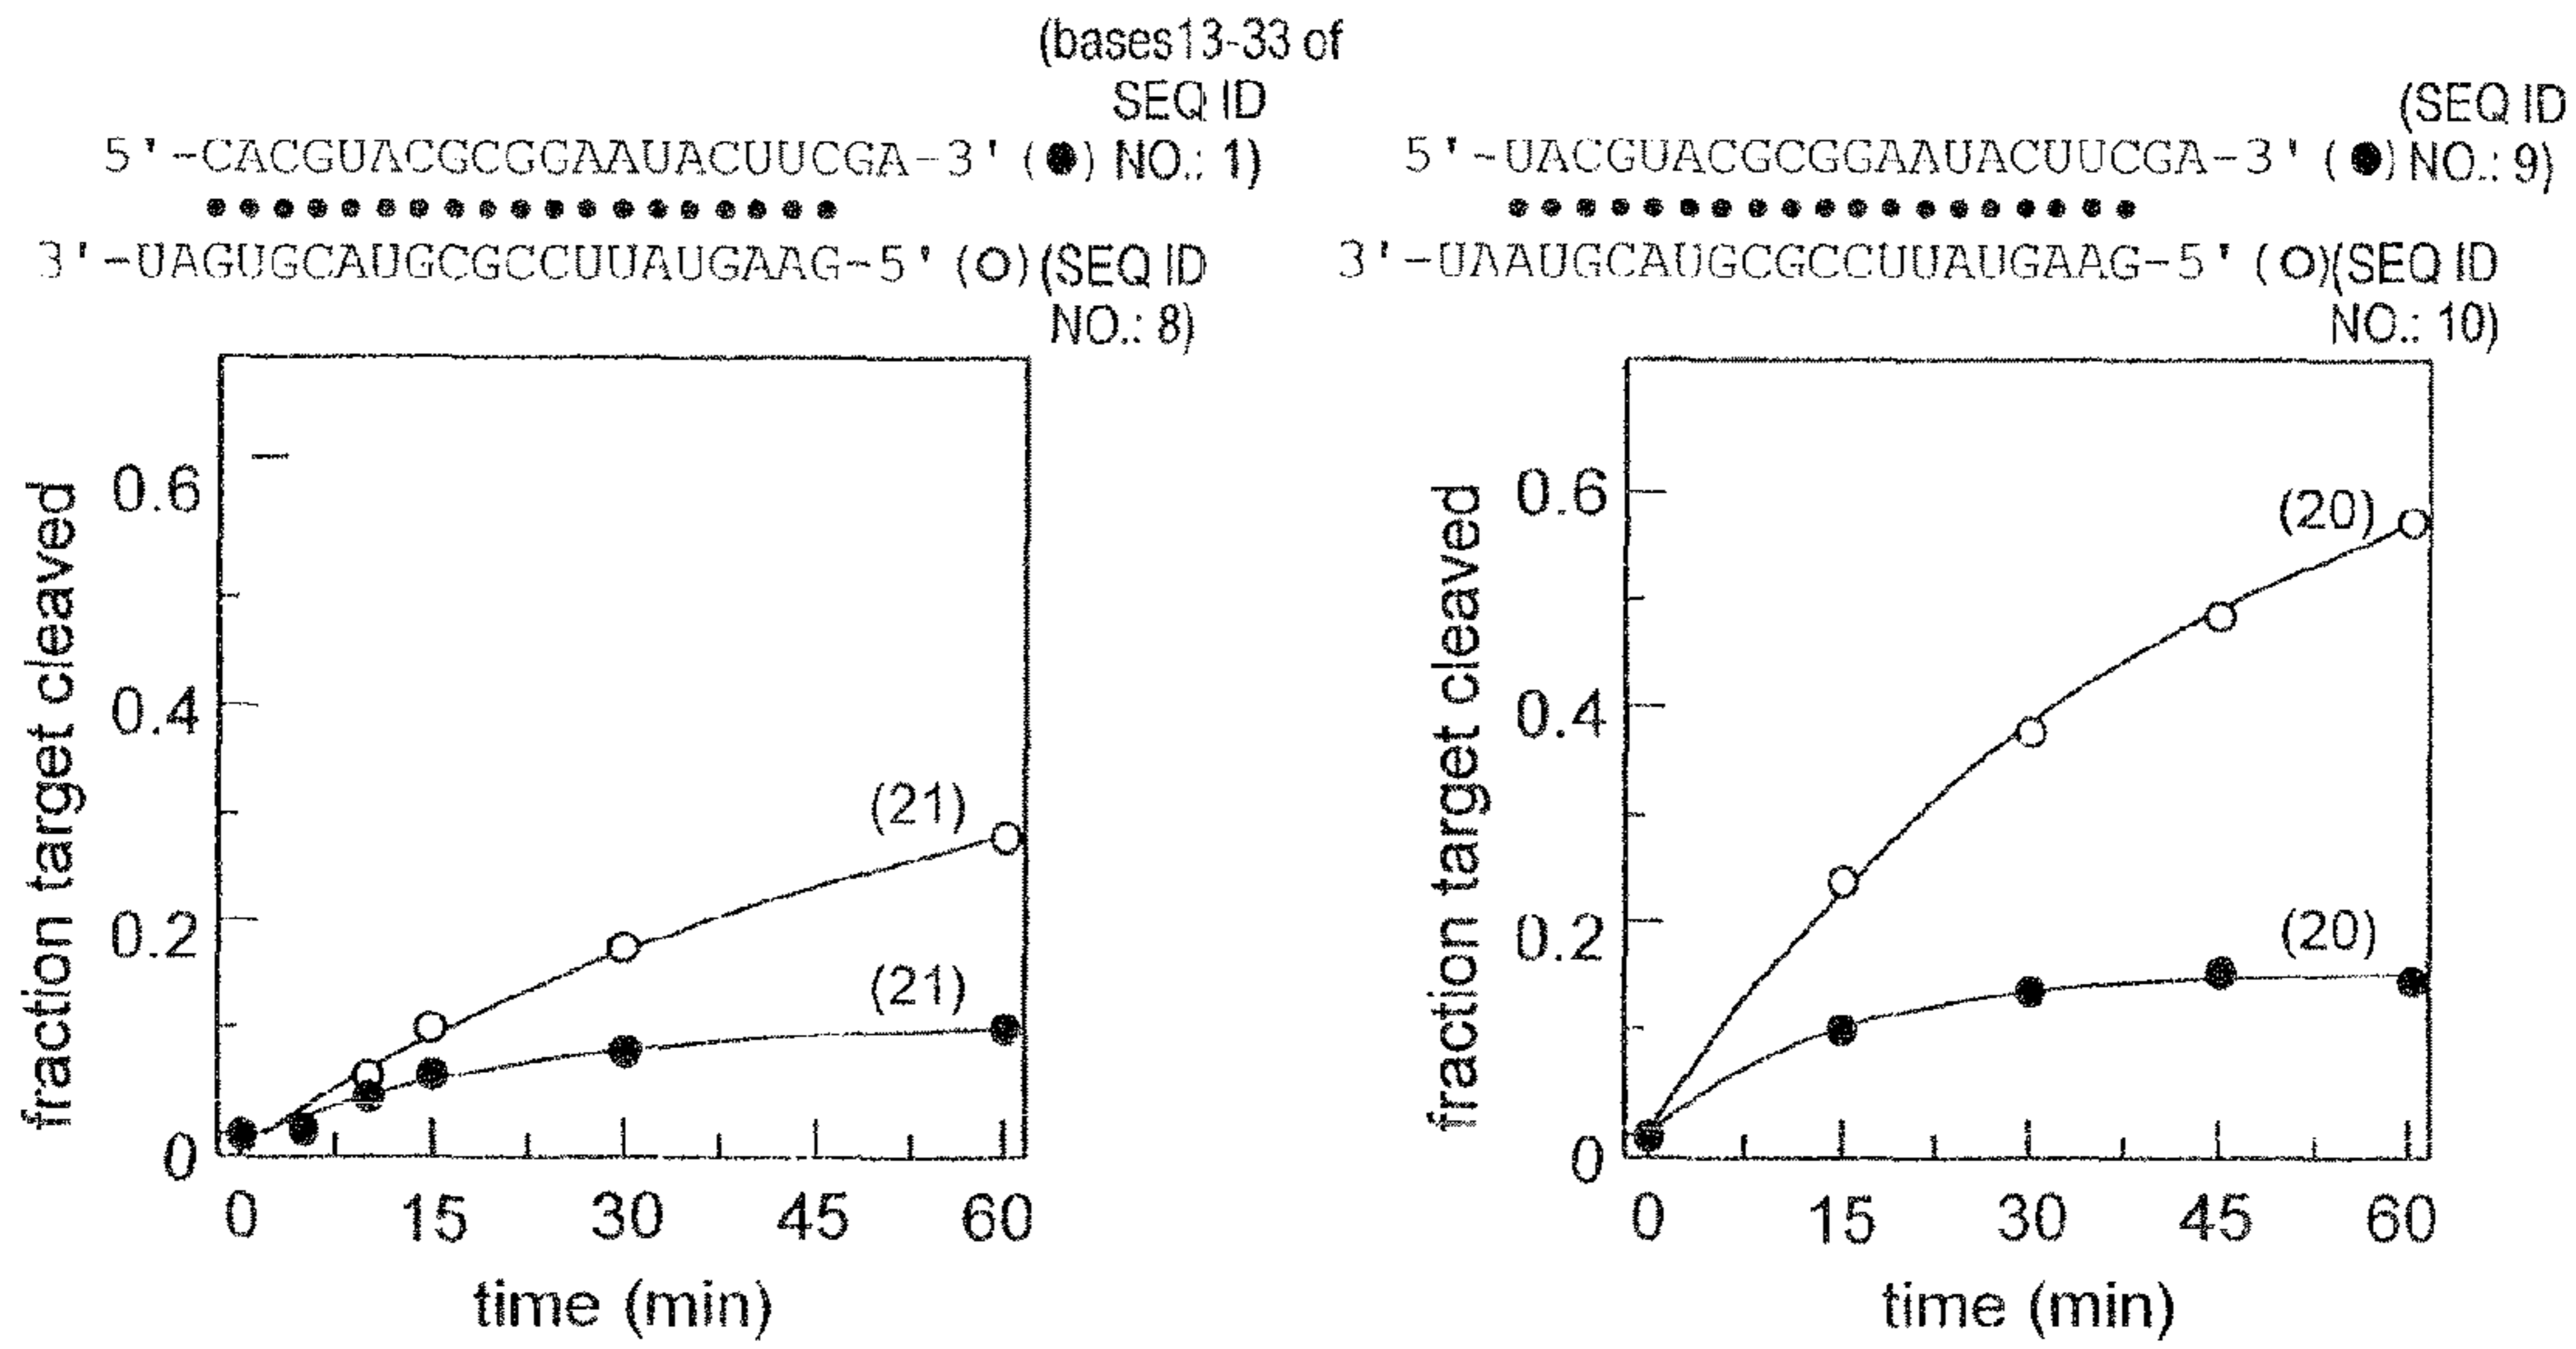 (bases13-33 of
SEQ ID
5'-CACGUACGCGGAAUACUUCGA-3' (●) NO.: 1)
3'-UAGUGCAUGCGCCUUAUGAAG-5' (○) (SEQ ID
NO.: 8)
(SEQ ID
5'-UACGUACGCGGAAUACUUCGA-3' (●) NO.: 9)
3'-UAAUGCAUGCGCCUUAUGAAG-5' (○)(SEQ ID
NO.: 10)
fraction target cleaved
0.6
0.4
0.2
0
(21)
(21)
0 15 30 45 60
time (min)
fraction target cleaved
0.6
0.4
0.2
0
(20)
(20)
0 15 30 45 60
time (min)